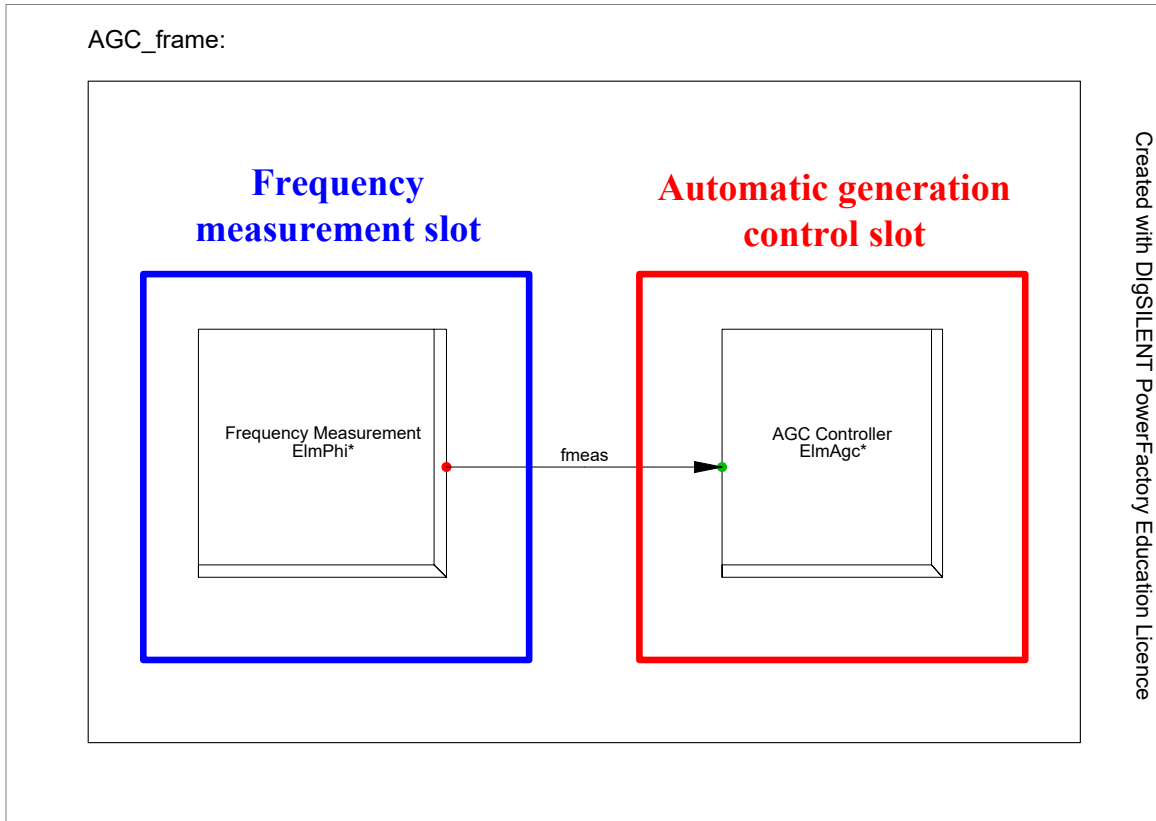 AGC_frame:
Frequency
measurement slot
Automatic generation
control slot
Frequency Measurement
ElmPhi*
fmeas
AGC Controller
ElmAgc*
Created with DIgSILENT PowerFactory Education Licence